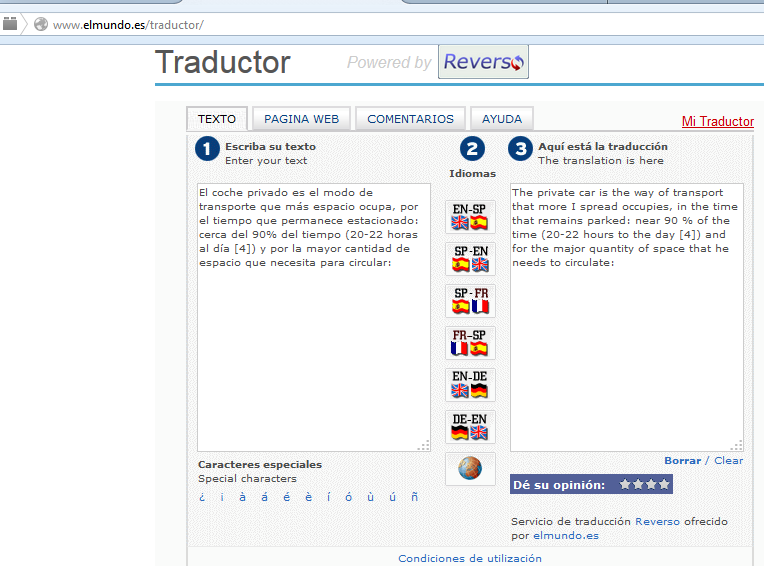 www.elmundo.es/traductor/
Traductor
Powered by Reverso
TEXTO PAGINA WEB COMENTARIOS AYUDA Mi Traductor
1 Escriba su texto
Enter your text
2
Idiomas
3 Aquí está la traducción
The translation is here
El coche privado es el modo de
transporte que más espacio ocupa, por
el tiempo que permanece estacionado:
cerca del 90% del tiempo (20-22 horas
al día [4]) y por la mayor cantidad de
espacio que necesita para circular:
EN-SP
SP-EN
SP-FR
FR-SP
EN-DE
DE-EN
The private car is the way of transport
that more I spread occupies, in the time
that remains parked: near 90 % of the
time (20-22 hours to the day [4]) and
for the major quantity of space that he
needs to circulate:
Borrar / Clear
Caracteres especiales
Special characters
¿ i à á é è í ó ù ú ñ
Dé su opinión:
Servicio de traducción Reverso ofrecido
por elmundo.es
Condiciones de utilización